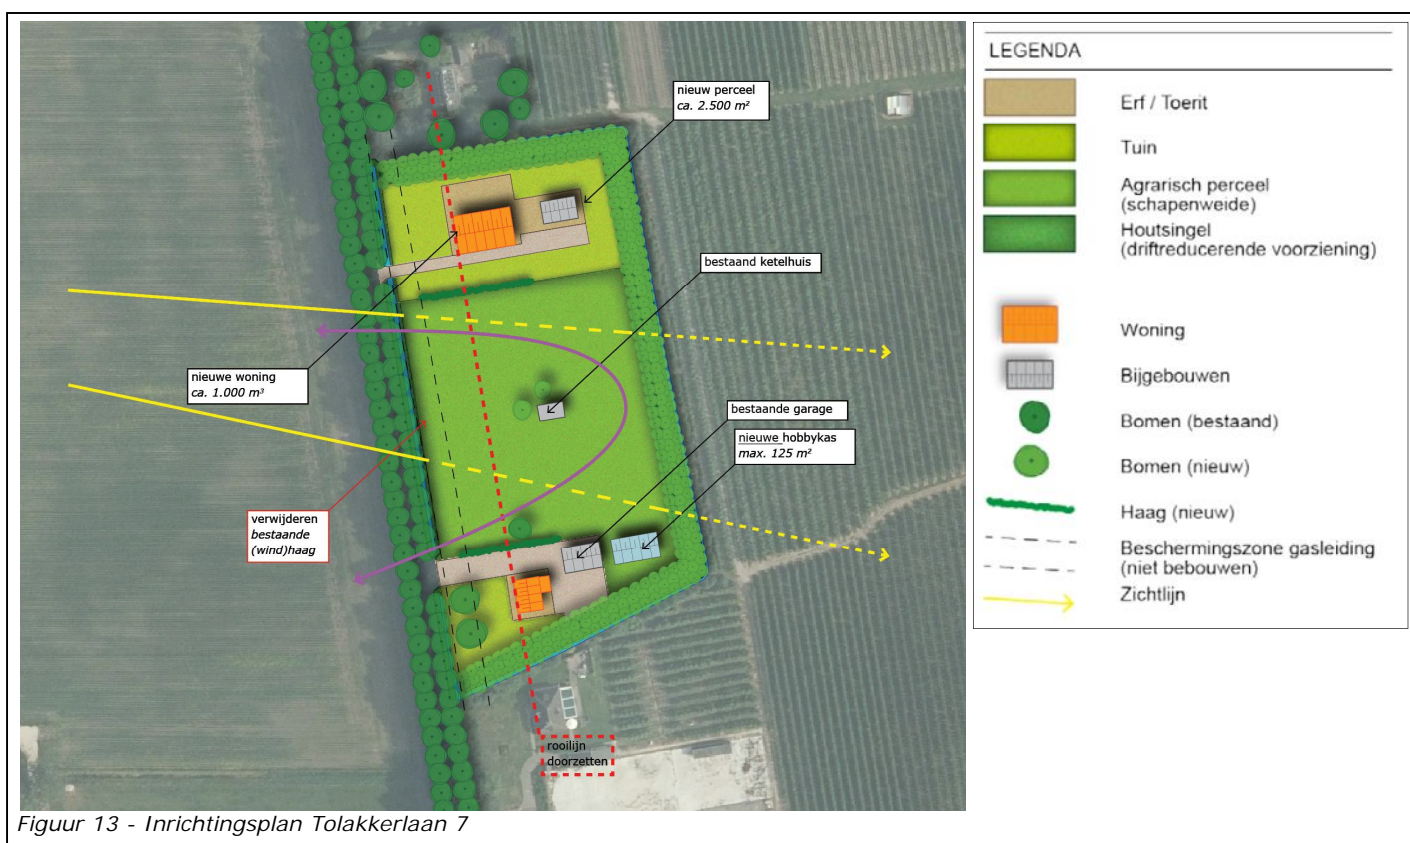 nieuw perceel
ca. 2.500 m²
bestaand ketelhuis
nieuwe woning
ca. 1.000 m³
bestaande garage
nieuwe hobbykas
max. 125 m²
verwijderen
bestaande
(wind)haag
rooilijn
doorzetten
LEGENDA
Erf / Toerit
Tuin
Agrarisch perceel
(schapenweide)
Houtsingel
(driftreducerende voorziening)
Woning
Bijgebouwen
Bomen (bestaand)
Bomen (nieuw)
Haag (nieuw)
Beschermingszone gasleiding
(niet bebouwen)
Zichtlijn
Figuur 13 - Inrichtingsplan Tolakkerlaan 7